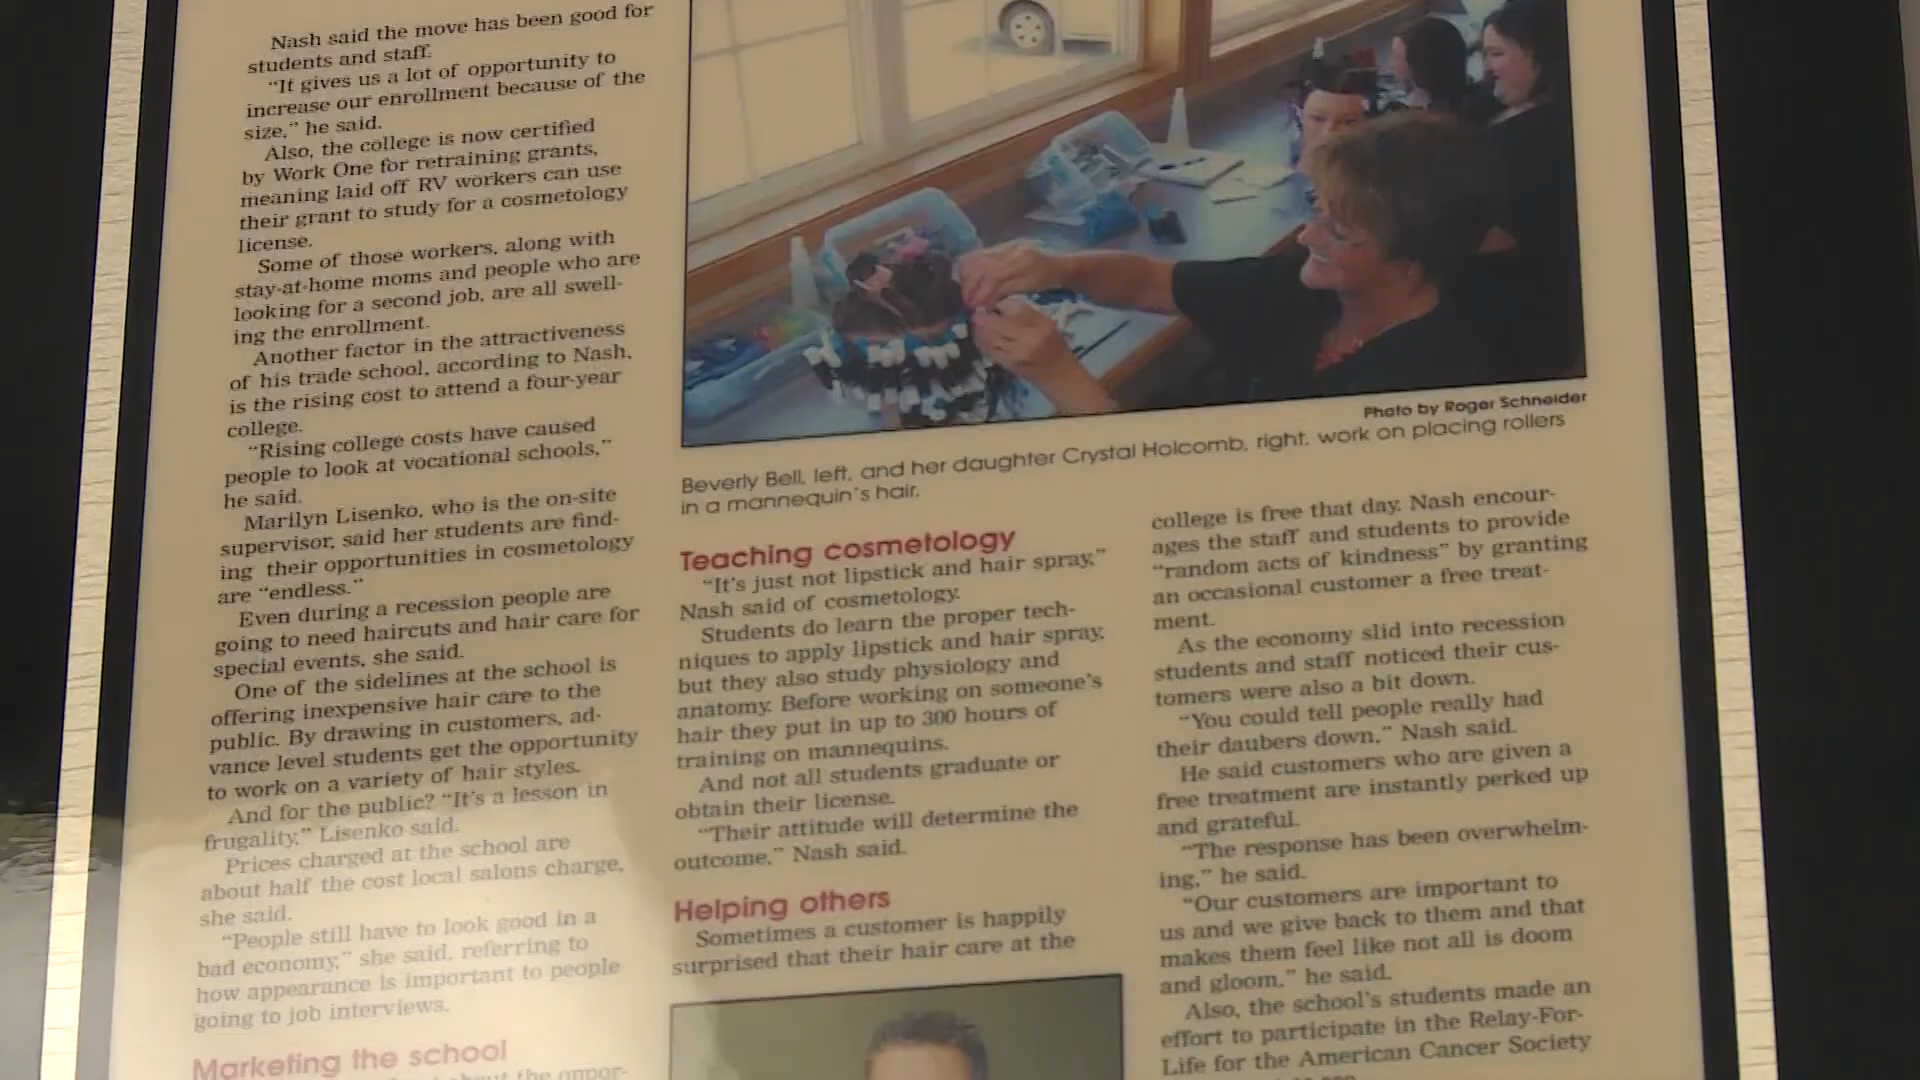 Nash said the move has been good for
students and staff.
"It gives us a lot of opportunity to
increase our enrollment because of the
size," he said.
Also, the college is now certified
by Work One for retraining grants,
meaning laid off RV workers can use
their grant to study for a cosmetology
license.
Some of those workers, along with
stay-at-home moms and people who are
looking for a second job, are all swell-
ing the enrollment.
Another factor in the attractiveness
of his trade school, according to Nash,
is the rising cost to attend a four-year
college.
"Rising college costs have caused
people to look at vocational schools,"
he said.
Marilyn Lisenko, who is the on-site
supervisor, said her students are find-
ing their opportunities in cosmetology
are "endless."
Even during a recession people are
going to need haircuts and hair care for
special events, she said.
One of the sidelines at the school is
offering inexpensive hair care to the
public. By drawing in customers, ad-
vance level students get the opportunity
to work on a variety of hair styles.
And for the public? "It's a lesson in
frugality," Lisenko said.
Prices charged at the school are
about half the cost local salons charge,
she said.
"People still have to look good in a
bad economy," she said, referring to
how appearance is important to people
going to job interviews.
Marketing the school
about the oppor-
Photo by Roger Schneider
Beverly Bell, left, and her daughter Crystal Holcomb, right, work on placing rollers
in a mannequin's hair.
Teaching cosmetology
"It's just not lipstick and hair spray,"
Nash said of cosmetology.
Students do learn the proper tech-
niques to apply lipstick and hair spray,
but they also study physiology and
anatomy. Before working on someone's
hair they put in up to 300 hours of
training on mannequins.
And not all students graduate or
obtain their license.
"Their attitude will determine the
outcome," Nash said.
Helping others
Sometimes a customer is happily
surprised that their hair care at the
college is free that day. Nash encour-
ages the staff and students to provide
"random acts of kindness" by granting
an occasional customer a free treat-
ment.
As the economy slid into recession
students and staff noticed their cus-
tomers were also a bit down.
"You could tell people really had
their daubers down," Nash said.
He said customers who are given a
free treatment are instantly perked up
and grateful.
"The response has been overwhelm-
ing," he said.
"Our customers are important to
us and we give back to them and that
makes them feel like not all is doom
and gloom," he said.
Also, the school's students made an
effort to participate in the Relay-For-
Life for the American Cancer Society